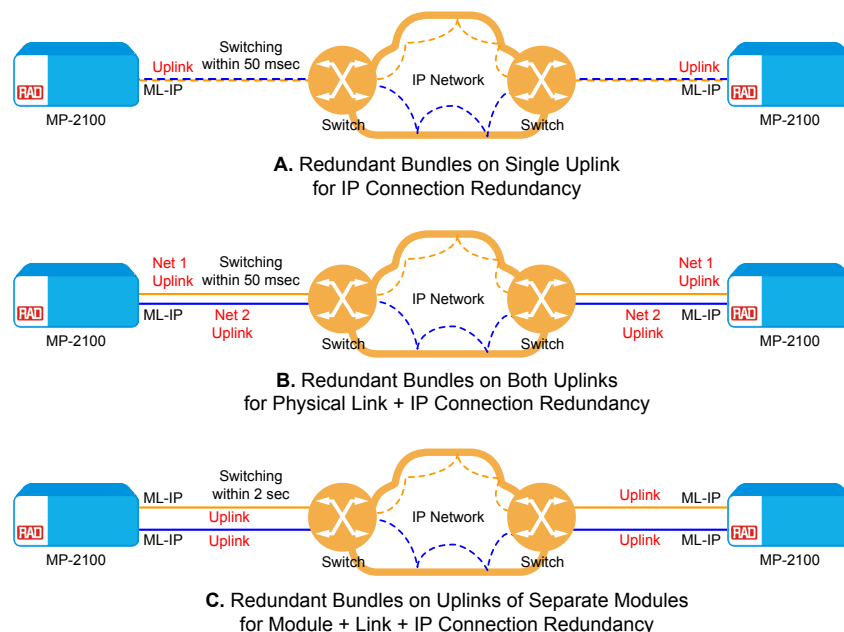 Uplink
Switching
within 50 msec
IP Network
Uplink
RAD
ML-IP
ML-IP
RAD
MP-2100
Switch
Switch
MP-2100
A. Redundant Bundles on Single Uplink
for IP Connection Redundancy
Net 1
Uplink
Switching
within 50 msec
IP Network
Net 1
Uplink
RAD
ML-IP
Net 2
Uplink
Net 2
Uplink
ML-IP
RAD
MP-2100
Switch
Switch
MP-2100
B. Redundant Bundles on Both Uplinks
for Physical Link + IP Connection Redundancy
ML-IP
Switching
within 2 sec
Uplink
ML-IP
Uplink
IP Network
RAD
ML-IP
Uplink
Uplink
ML-IP
RAD
MP-2100
Switch
Switch
MP-2100
C. Redundant Bundles on Uplinks of Separate Modules
for Module + Link + IP Connection Redundancy